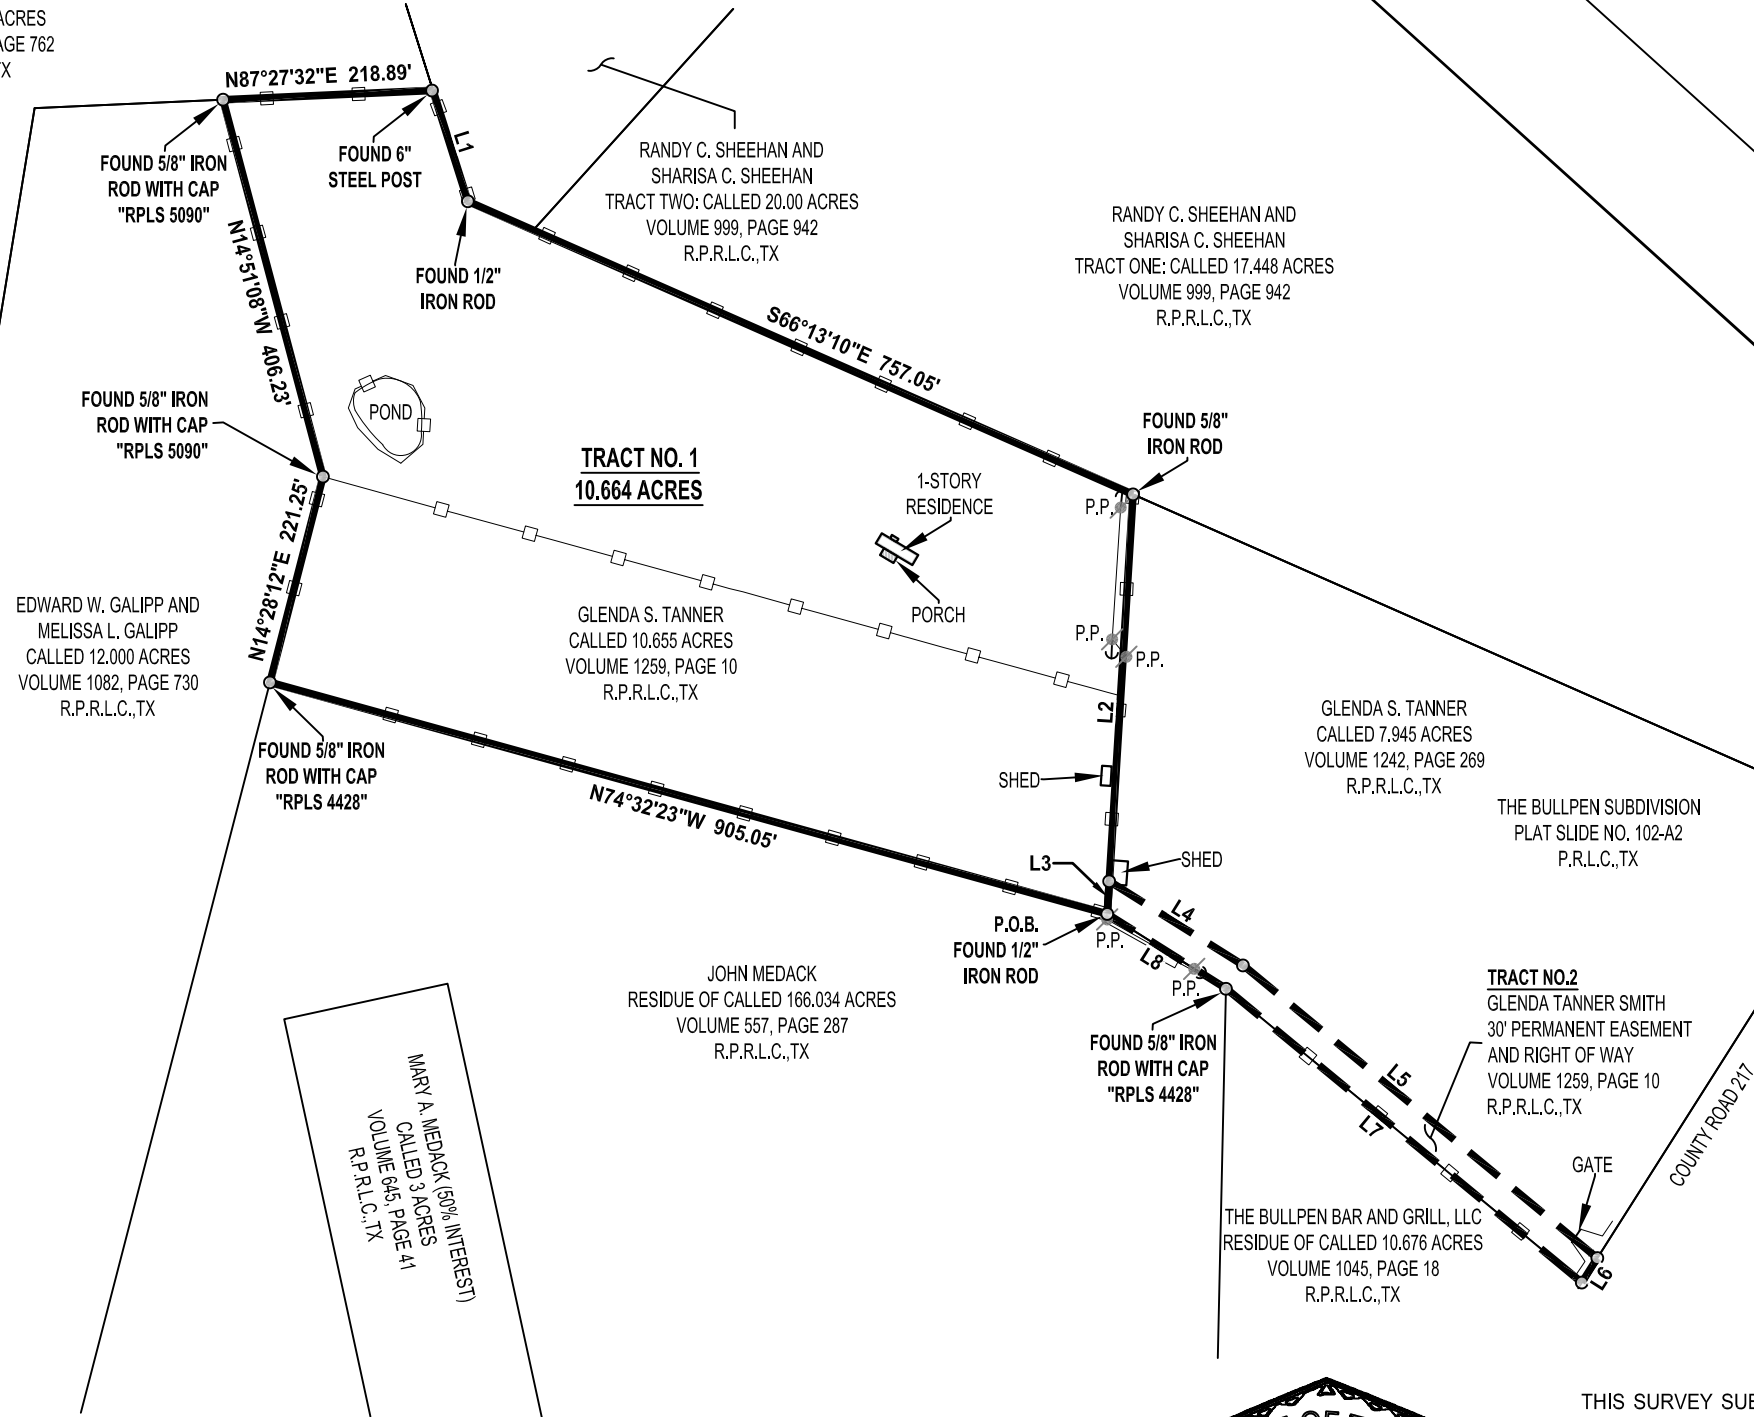 ACRES
AGE 762
TX
N87°27'32"E 218.89'
FOUND 5/8" IRON
ROD WITH CAP
"RPLS 5090"
FOUND 6"
STEEL POST
L1
FOUND 1/2"
IRON ROD
RANDY C. SHEEHAN AND
SHARISA C. SHEEHAN
TRACT TWO: CALLED 20.00 ACRES
VOLUME 999, PAGE 942
R.P.R.L.C.,TX
RANDY C. SHEEHAN AND
SHARISA C. SHEEHAN
TRACT ONE: CALLED 17.448 ACRES
VOLUME 999, PAGE 942
R.P.R.L.C.,TX
N14°51'08"W 406.23'
S66°13'10"E 757.05'
FOUND 5/8" IRON
ROD WITH CAP
"RPLS 5090"
POND
TRACT NO. 1
10.664 ACRES
1-STORY
RESIDENCE
PORCH
FOUND 5/8"
IRON ROD
P.P.
P.P.
P.P.
N14°28'12"E 221.25'
EDWARD W. GALIPP AND
MELISSA L. GALIPP
CALLED 12.000 ACRES
VOLUME 1082, PAGE 730
R.P.R.L.C.,TX
GLENDA S. TANNER
CALLED 10.655 ACRES
VOLUME 1259, PAGE 10
R.P.R.L.C.,TX
L2
GLENDA S. TANNER
CALLED 7.945 ACRES
VOLUME 1242, PAGE 269
R.P.R.L.C.,TX
FOUND 5/8" IRON
ROD WITH CAP
"RPLS 4428"
SHED
N74°32'23"W 905.05'
THE BULLPEN SUBDIVISION
PLAT SLIDE NO. 102-A2
P.R.L.C.,TX
L3
SHED
L4
P.O.B.
FOUND 1/2"
IRON ROD
P.P.
L8
P.P.
JOHN MEDACK
RESIDUE OF CALLED 166.034 ACRES
VOLUME 557, PAGE 287
R.P.R.L.C.,TX
FOUND 5/8" IRON
ROD WITH CAP
"RPLS 4428"
TRACT NO.2
GLENDA TANNER SMITH
30' PERMANENT EASEMENT
AND RIGHT OF WAY
VOLUME 1259, PAGE 10
R.P.R.L.C.,TX
L5
L7
COUNTY ROAD 217
MARY A. MEDACK (50% INTEREST)
CALLED 3 ACRES
VOLUME 645, PAGE 41
R.P.R.L.C.,TX
GATE
THE BULLPEN BAR AND GRILL, LLC
RESIDUE OF CALLED 10.676 ACRES
VOLUME 1045, PAGE 18
R.P.R.L.C.,TX
L6
THIS SURVEY SUB